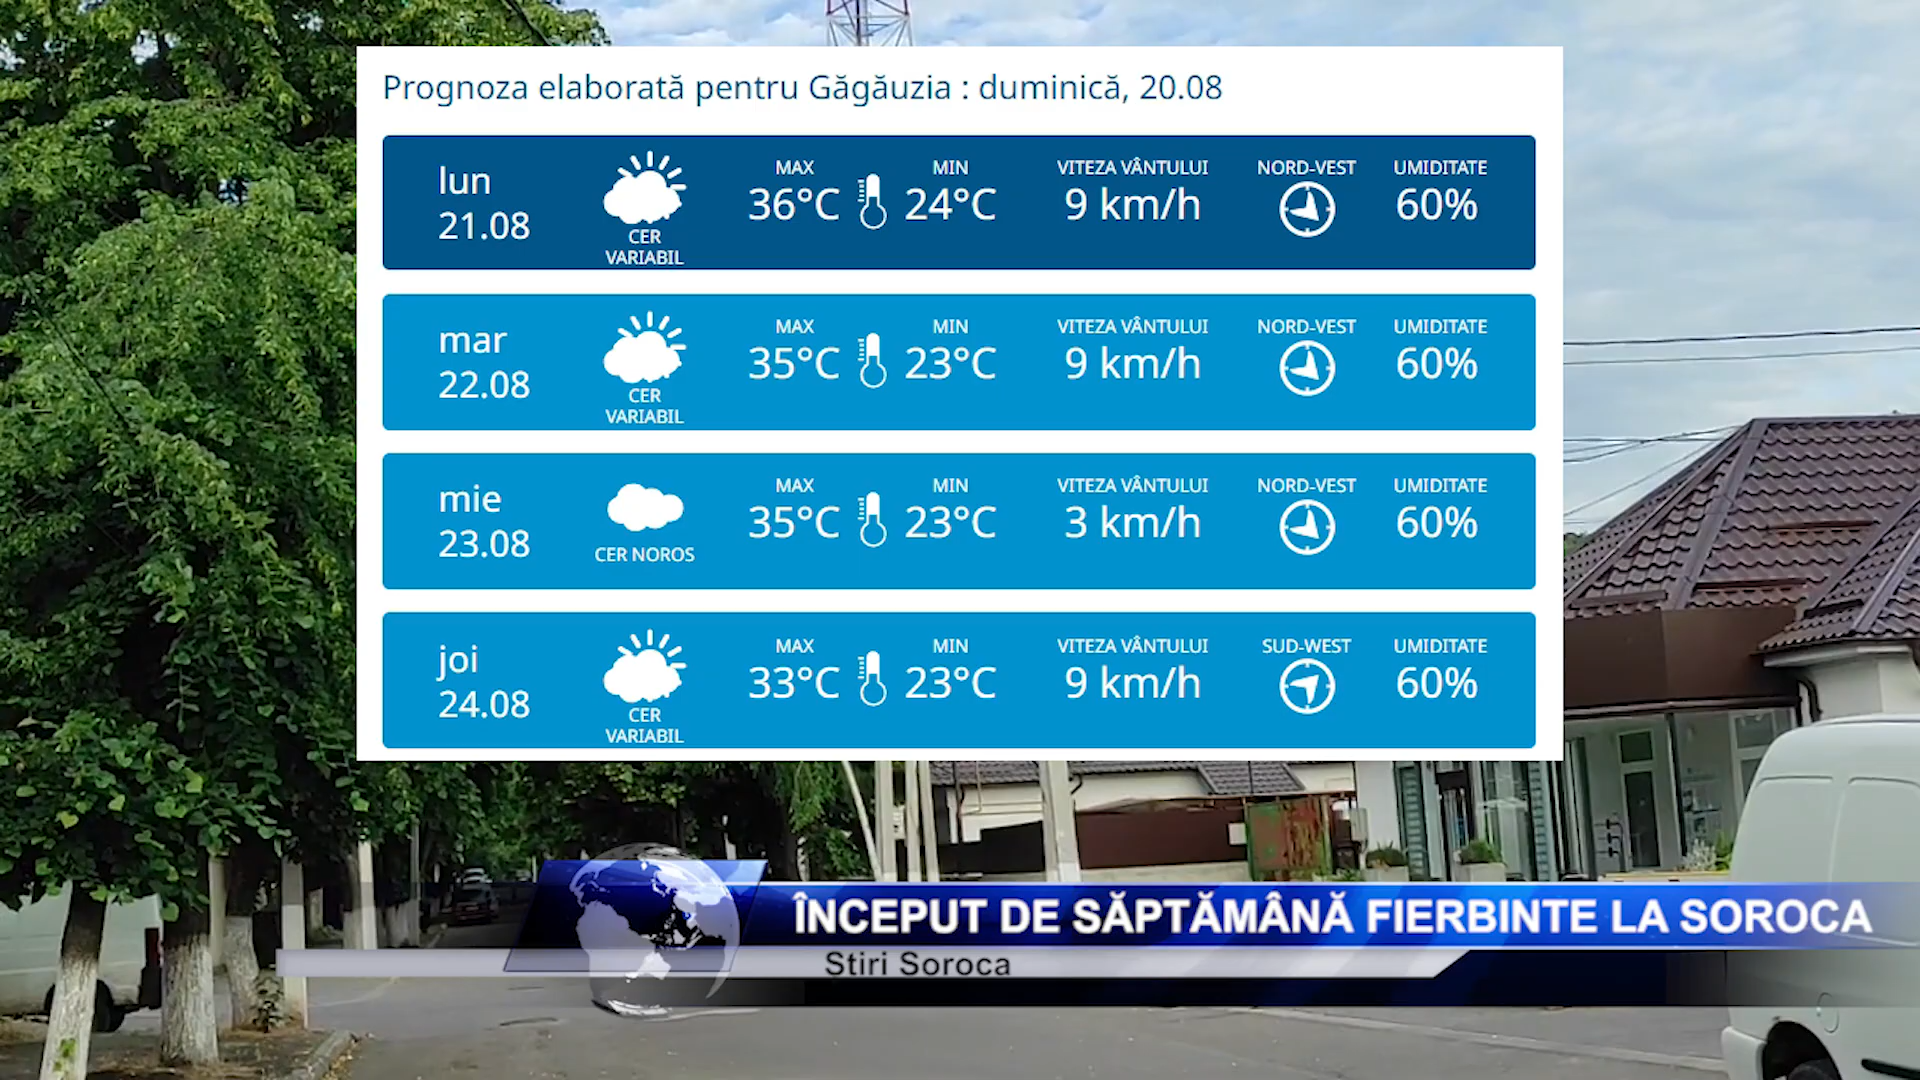 Prognoza elaborată pentru Găgăuzia : duminică, 20.08
lun
21.08
CER
VARIABIL
MAX
36°C
MIN
24°C
VITEZA VÂNTULUI
9 km/h
NORD-VEST
UMIDITATE
60%
mar
22.08
CER
VARIABIL
MAX
35°C
MIN
23°C
VITEZA VÂNTULUI
9 km/h
NORD-VEST
UMIDITATE
60%
mie
23.08
CER NOROS
MAX
35°C
MIN
23°C
VITEZA VÂNTULUI
3 km/h
NORD-VEST
UMIDITATE
60%
joi
24.08
CER
VARIABIL
MAX
33°C
MIN
23°C
VITEZA VÂNTULUI
9 km/h
SUD-WEST
UMIDITATE
60%
ÎNCEPUT DE SĂPTĂMÂNĂ FIERBINTE LA SOROCA
Stiri Soroca